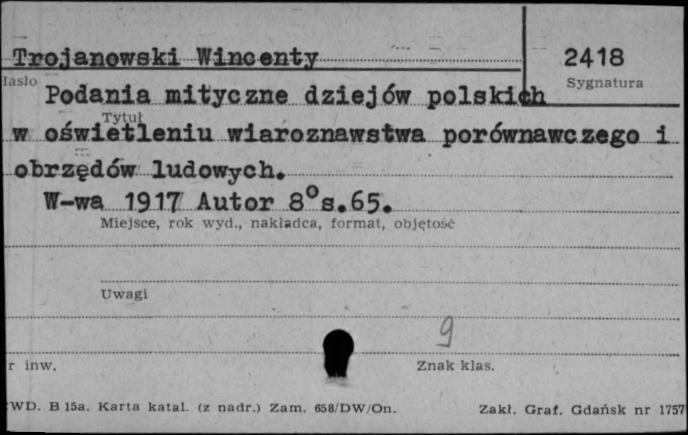 Trojanowski Wincenty 2418
Hasło Sygnatura
Podania mityczne dziejów polskich
Tytuł
w oświetleniu wiaroznawstwa porównawczego i
obrzędów ludowych.
W-wa 1917 Autor 8° s.65.
Miejsce, rok wyd., nakładca, format, objętość
Uwagi
9
r inw. Znak klas.
WD. B 15a. Karta katal. (z nadr.) Zam. 658/DW/On. Zakł. Graf. Gdańsk nr 1757